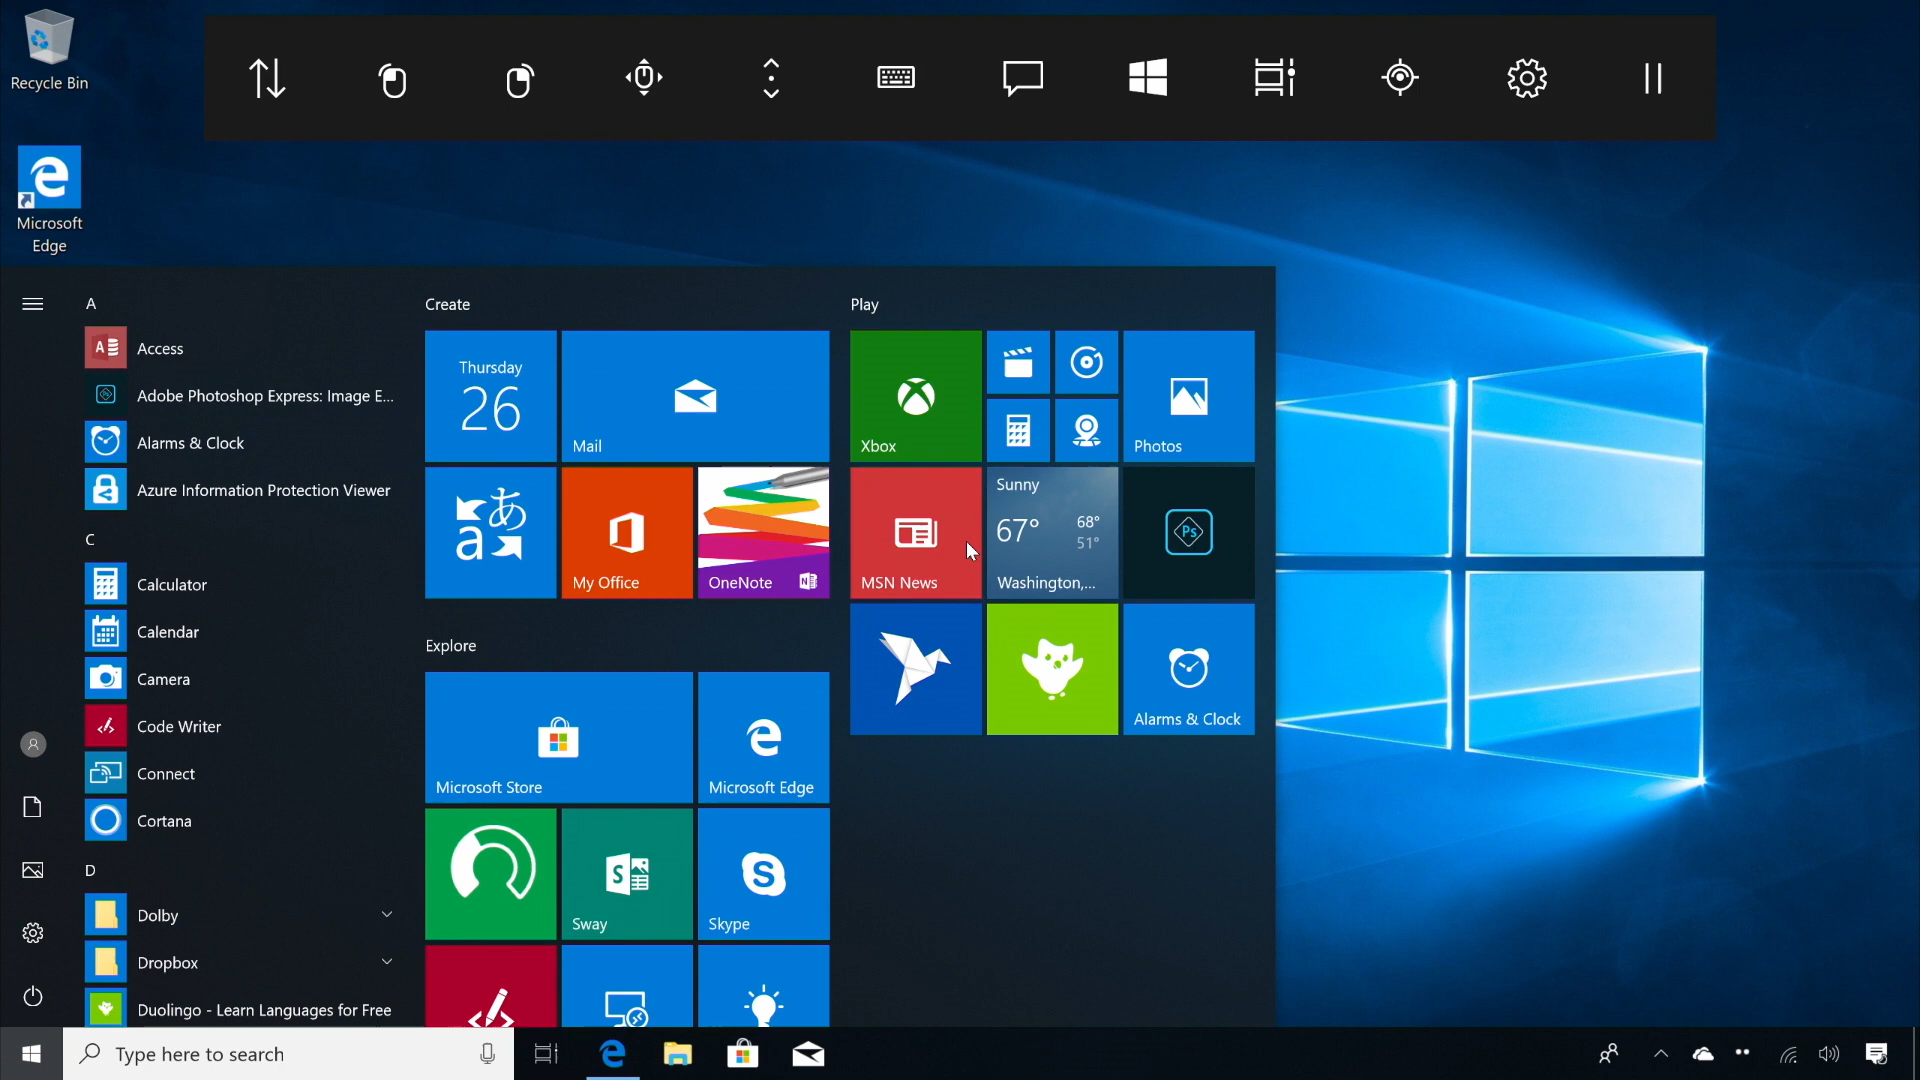 Recycle Bin
Microsoft
Edge
A
Access
Adobe Photoshop Express: Image E...
Alarms & Clock
Azure Information Protection Viewer
C
Calculator
Calendar
Camera
Code Writer
Connect
Cortana
D
Dolby
Dropbox
Duolingo - Learn Languages for Free
Create
Thursday
26
Mail
My Office
OneNote
Explore
Microsoft Store
Microsoft Edge
Sway
Skype
Play
Xbox
Photos
MSN News
Sunny
67° 68°
51°
Washington,...
Ps
Alarms & Clock
Type here to search